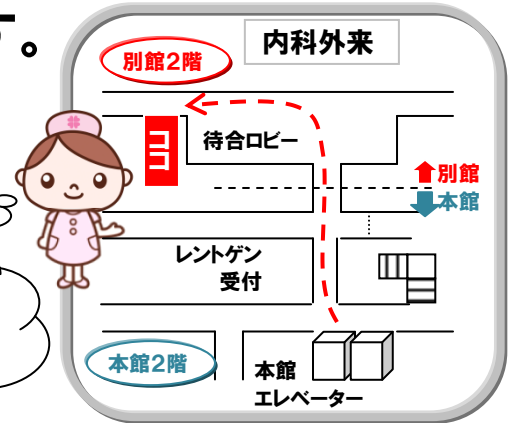 す。
内科外来
別館2階
ココ
待合ロビー
別館
本館
レントゲン
受付
本館2階
本館
エレベーター